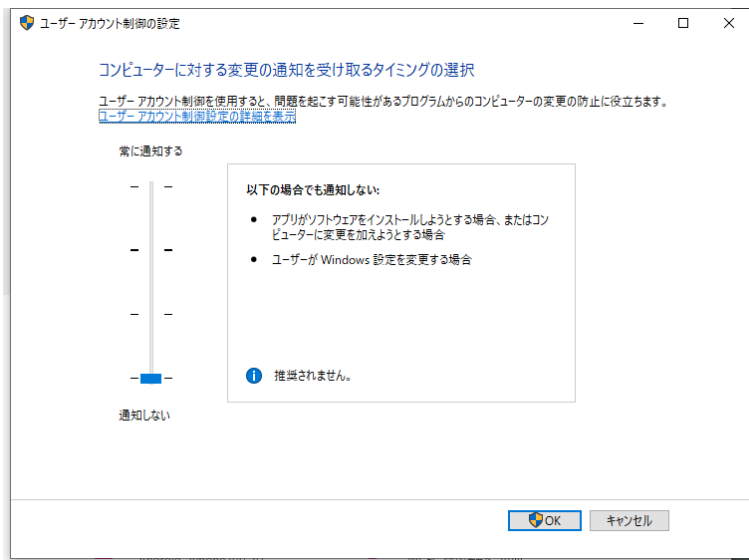 ユーザー アカウント制御の設定
コンピューターに対する変更の通知を受け取るタイミングの選択
ユーザー アカウント制御を使用すると、問題を起こす可能性があるプログラムからのコンピューターの変更の防止に役立ちます。
ユーザー アカウント制御設定の詳細を表示
常に通知する
以下の場合でも通知しない:
● アプリがソフトウェアをインストールしようとする場合、またはコン
ピューターに変更を加えようとする場合
● ユーザーが Windows 設定を変更する場合
推奨されません。
通知しない
OK
キャンセル